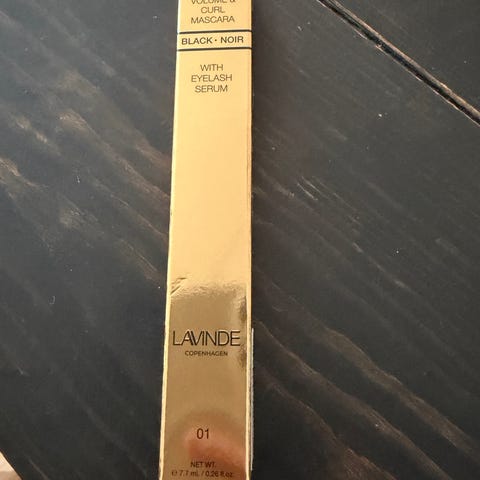 VOLUME &
CURL
MASCARA
BLACK • NOIR
WITH
EYELASH
SERUM
LAVINDE
COPENHAGEN
01
NET WT.
℮ 7.7 mL / 0.26 fl.oz.